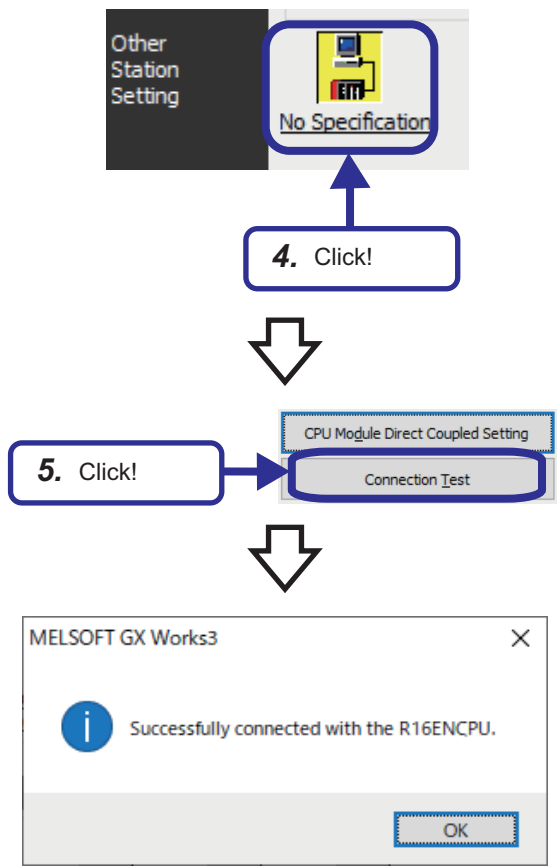 Other
Station
Setting
No Specification
4. Click!
CPU Module Direct Coupled Setting
5. Click!
Connection Test
MELSOFT GX Works3
Successfully connected with the R16ENCPU.
OK